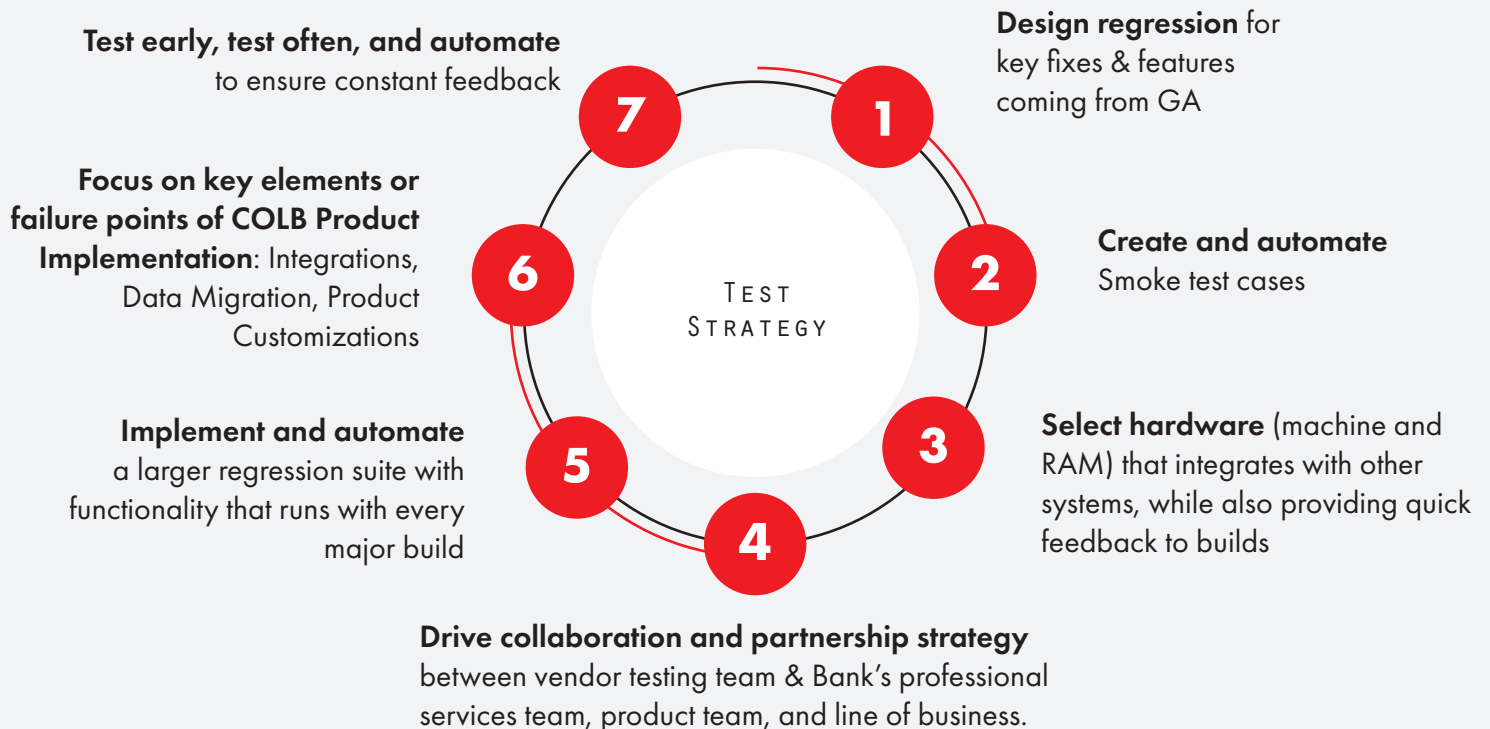 TEST
STRATEGY
1
Design regression for
key fixes & features
coming from GA
2
Create and automate
Smoke test cases
3
Select hardware (machine and
RAM) that integrates with other
systems, while also providing quick
feedback to builds
4
Drive collaboration and partnership strategy
between vendor testing team & Bank’s professional
services team, product team, and line of business.
5
Implement and automate
a larger regression suite with
functionality that runs with every
major build
6
Focus on key elements or
failure points of COLB Product
Implementation: Integrations,
Data Migration, Product
Customizations
7
Test early, test often, and automate
to ensure constant feedback